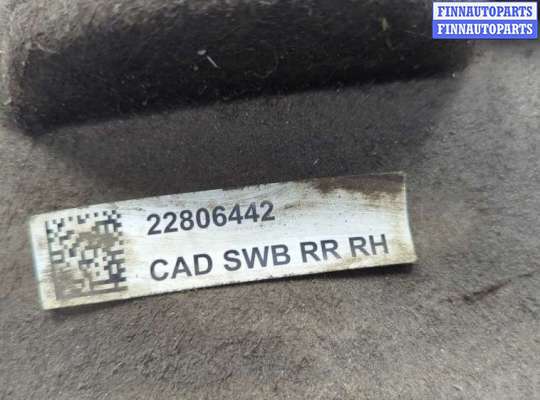 FINNAUTOPARTS
FINNAUTOPARTS
22806442
CAD SWB RR RH